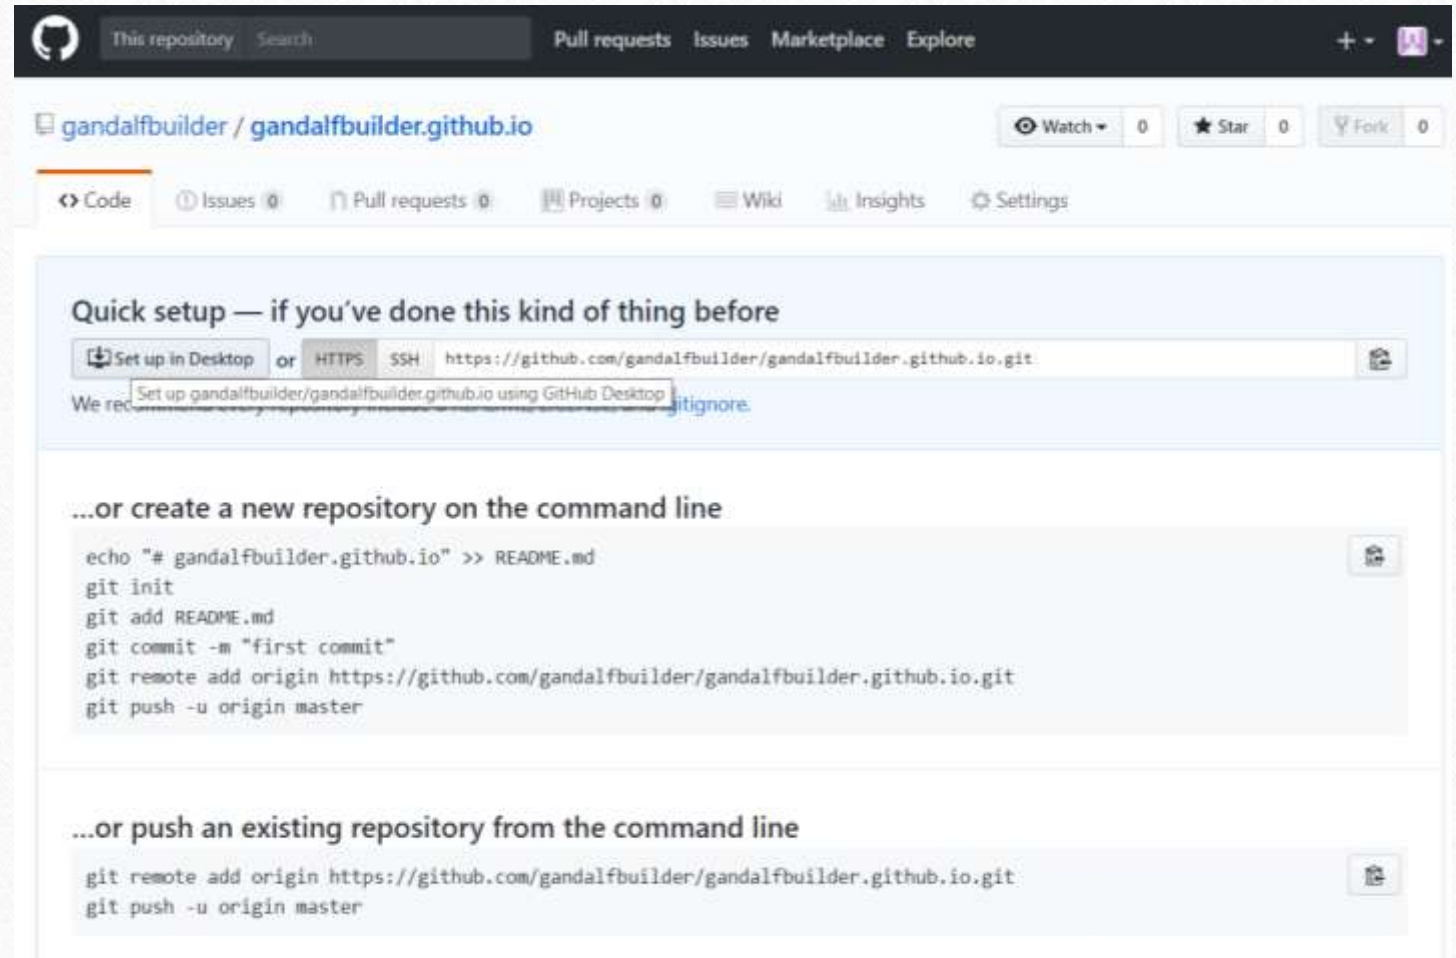 This repository Search Pull requests Issues Marketplace Explore
gandalfbuilder / gandalfbuilder.github.io Watch 0 Star 0 Fork 0
Code Issues 0 Pull requests 0 Projects 0 Wiki Insights Settings
Quick setup — if you've done this kind of thing before
Set up in Desktop or HTTPS SSH https://github.com/gandalfbuilder/gandalfbuilder.github.io.git
Set up gandalfbuilder/gandalfbuilder.github.io using GitHub Desktop
We gitignore.
...or create a new repository on the command line
echo "# gandalfbuilder.github.io" >> README.md
git init
git add README.md
git commit -m "first commit"
git remote add origin https://github.com/gandalfbuilder/gandalfbuilder.github.io.git
git push -u origin master
...or push an existing repository from the command line
git remote add origin https://github.com/gandalfbuilder/gandalfbuilder.github.io.git
git push -u origin master